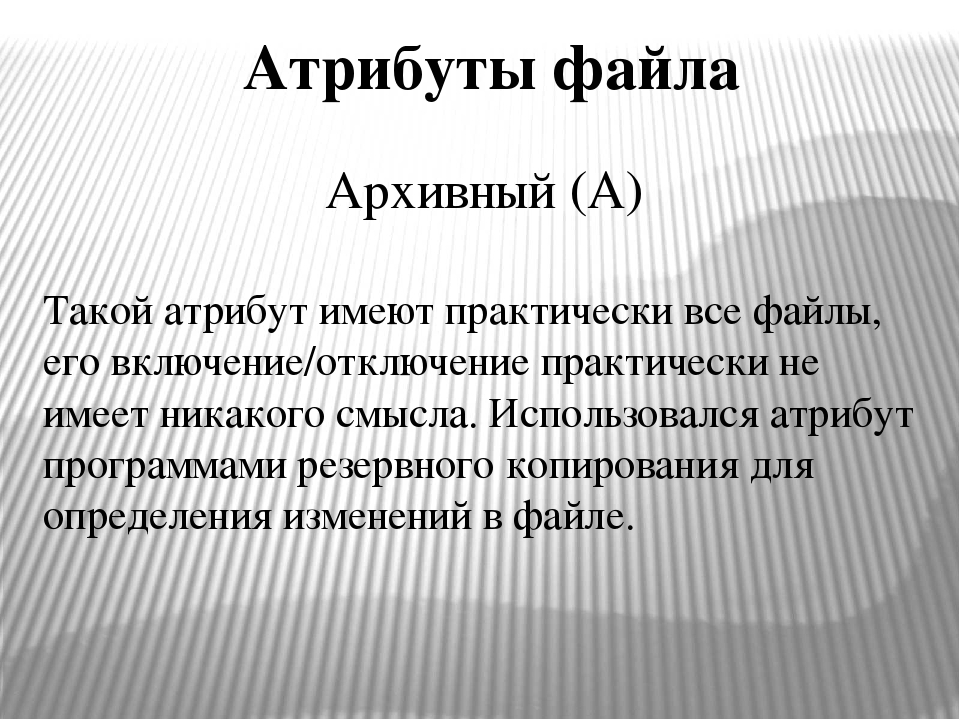 Атрибуты файла
Архивный (A)
Такой атрибут имеют практически все файлы,
его включение/отключение практически не
имеет никакого смысла. Использовался атрибут
программами резервного копирования для
определения изменений в файле.